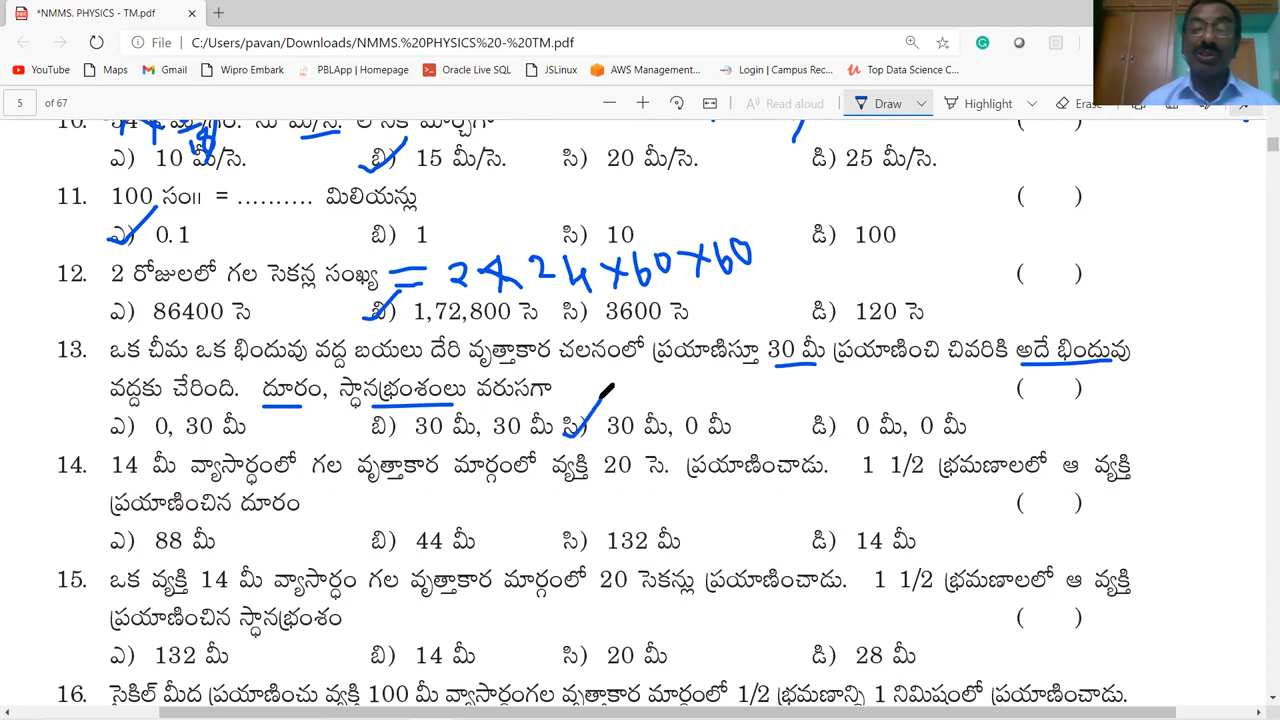 *NMMS. PHYSICS - TM.pdf
File C:/Users/pavan/Downloads/NMMS.%20PHYSICS%20-%20TM.pdf
YouTube Maps Gmail Wipro Embark PBLApp | Homepage Oracle Live SQL JSLinux AWS Management... Login | Campus Rec... Top Data Science C...
5 of 67 Read aloud Draw Highlight Erase
10.
ఎ) 10 మీ/సె. బి) 15 మీ/సె. సి) 20 మీ/సె. డి) 25 మీ/సె.
11. 100 సం॥ = .......... మిలియన్లు ( )
ఎ) 0.1 బి) 1 సి) 10 డి) 100
12. 2 రోజులలో గల సెకన్ల సంఖ్య = 2 × 24 × 60 × 60 ( )
ఎ) 86400 సె బి) 1,72,800 సె సి) 3600 సె డి) 120 సె
13. ఒక చీమ ఒక భిందువు వద్ద బయలు దేరి వృత్తాకార చలనంలో ప్రయాణిస్తూ 30 మీ ప్రయాణించి చివరికి అదే భిందువు
వద్దకు చేరింది. దూరం, స్థానభ్రంశంలు వరుసగా ( )
ఎ) 0, 30 మీ బి) 30 మీ, 30 మీ సి) 30 మీ, 0 మీ డి) 0 మీ, 0 మీ
14. 14 మీ వ్యాసార్ధంలో గల వృత్తాకార మార్గంలో వ్యక్తి 20 సె. ప్రయాణించాడు. 1 1/2 భ్రమణాలలో ఆ వ్యక్తి
ప్రయాణించిన దూరం ( )
ఎ) 88 మీ బి) 44 మీ సి) 132 మీ డి) 14 మీ
15. ఒక వ్యక్తి 14 మీ వ్యాసార్ధం గల వృత్తాకార మార్గంలో 20 సెకన్లు ప్రయాణించాడు. 1 1/2 భ్రమణాలలో ఆ వ్యక్తి
ప్రయాణించిన స్థానభ్రంశం ( )
ఎ) 132 మీ బి) 14 మీ సి) 20 మీ డి) 28 మీ
16. సైకిల్ మీద ప్రయాణించు వ్యక్తి 100 మీ వ్యాసార్ధంగల వృత్తాకార మార్గంలో 1/2 భ్రమణాన్ని 1 నిమిషంలో ప్రయాణించాడు.